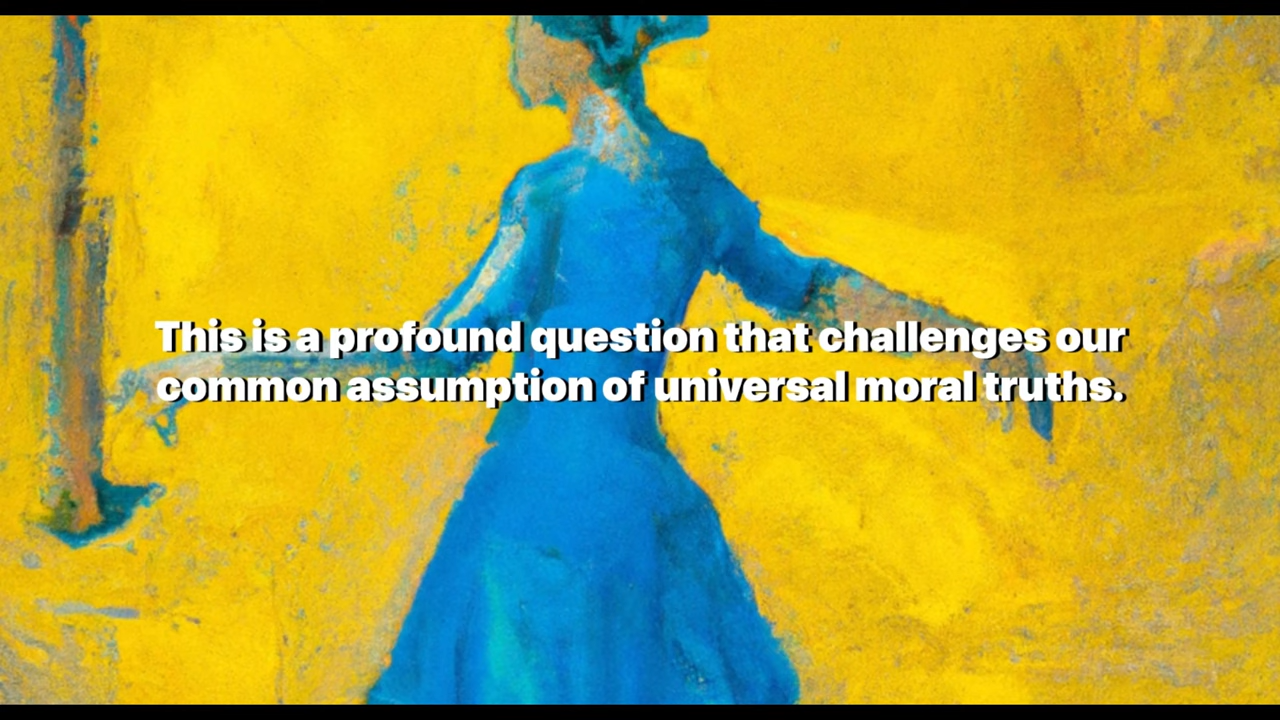 This is a profound question that challenges our
common assumption of universal moral truths.